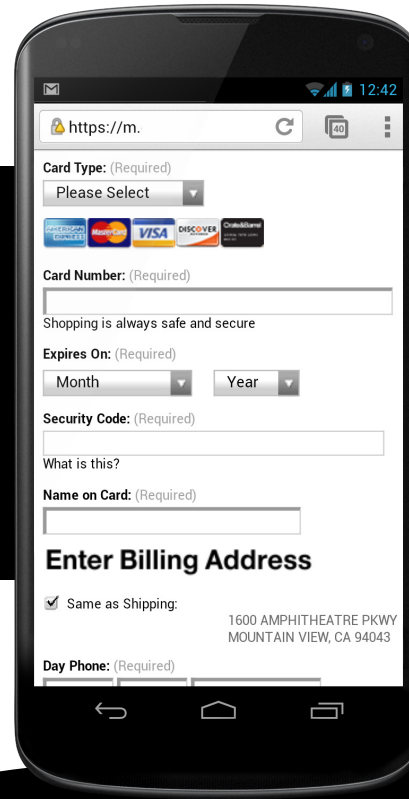 12:42
https://m.
40
Card Type: (Required)
Please Select
AMERICAN EXPRESS MasterCard VISA DISCOVER Crate&Barrel
Card Number: (Required)
Shopping is always safe and secure
Expires On: (Required)
Month Year
Security Code: (Required)
What is this?
Name on Card: (Required)
Enter Billing Address
Same as Shipping:
1600 AMPHITHEATRE PKWY
MOUNTAIN VIEW, CA 94043
Day Phone: (Required)